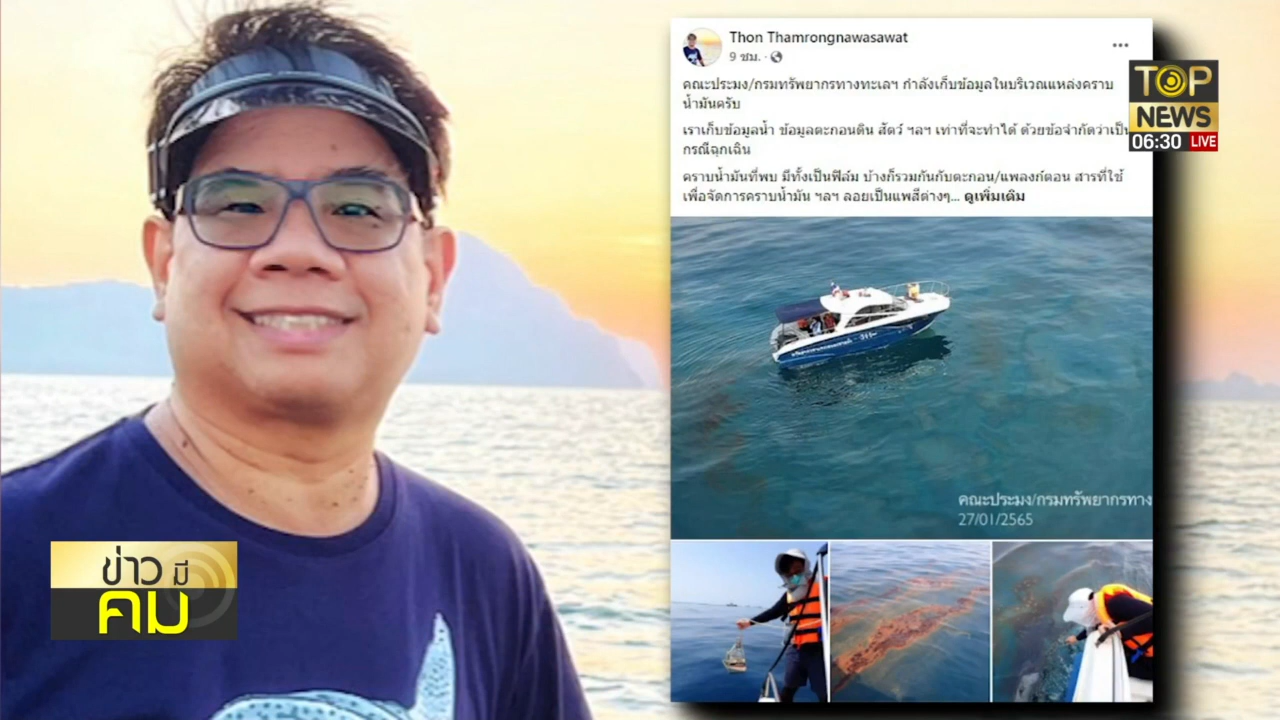 Thon Thamrongnawasawat
9 ชม.
คณะประมง/กรมทรัพยากรทางทะเลฯ กำลังเก็บข้อมูลในบริเวณแหล่งคราบ
น้ำมันครับ
เราเก็บข้อมูลน้ำ ข้อมูลตะกอนดิน สัตว์ ฯลฯ เท่าที่จะทำได้ ด้วยข้อจำกัดว่าเป็น
กรณีฉุกเฉิน
คราบน้ำมันที่พบ มีทั้งเป็นฟิล์ม บ้างก็รวมกันกับตะกอน/แพลงก์ตอน สารที่ใช้
เพื่อจัดการคราบน้ำมัน ฯลฯ ลอยเป็นแพสีต่างๆ... ดูเพิ่มเติม
TOP
NEWS
06:30 LIVE
คณะประมง/กรมทรัพยากรทาง
27/01/2565
ข่าวมี
คม